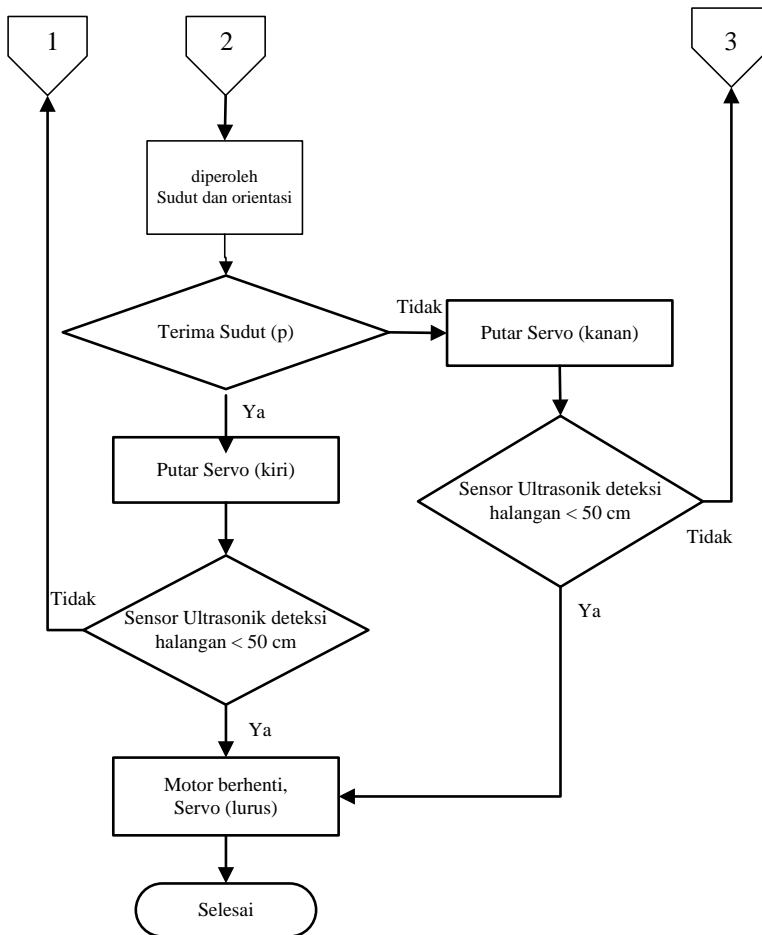 1
2
3
diperoleh
Sudut dan orientasi
Terima Sudut (p)
Tidak
Putar Servo (kanan)
Ya
Putar Servo (kiri)
Sensor Ultrasonik deteksi
halangan < 50 cm
Tidak
Tidak
Sensor Ultrasonik deteksi
halangan < 50 cm
Ya
Ya
Motor berhenti,
Servo (lurus)
Selesai